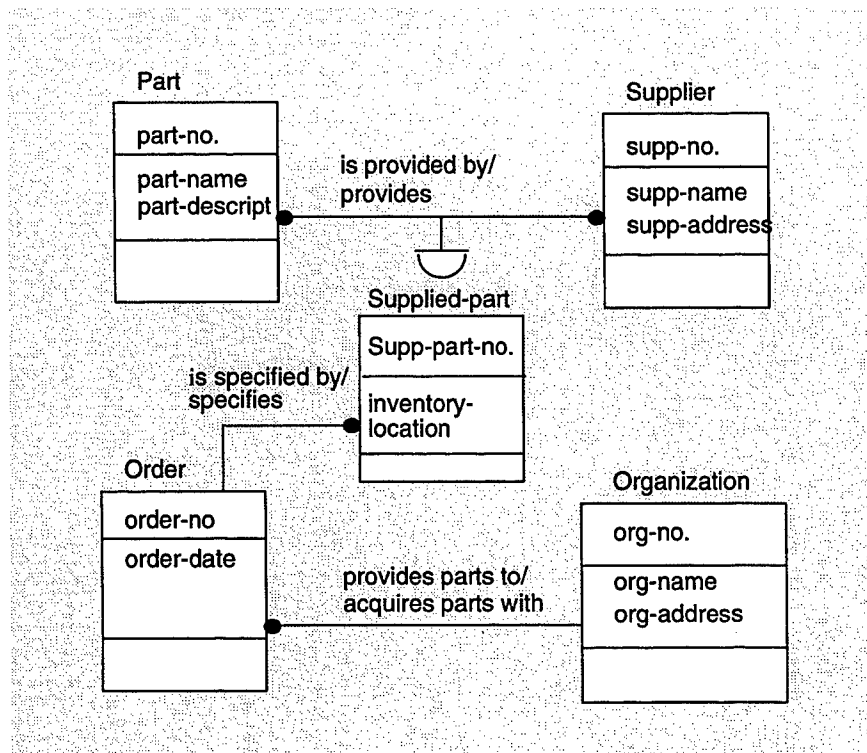 Part
part-no.
part-name
part-descript
is provided by/
provides
Supplier
supp-no.
supp-name
supp-address
Supplied-part
Supp-part-no.
inventory-
location
is specified by/
specifies
Order
order-no
order-date
provides parts to/
acquires parts with
Organization
org-no.
org-name
org-address